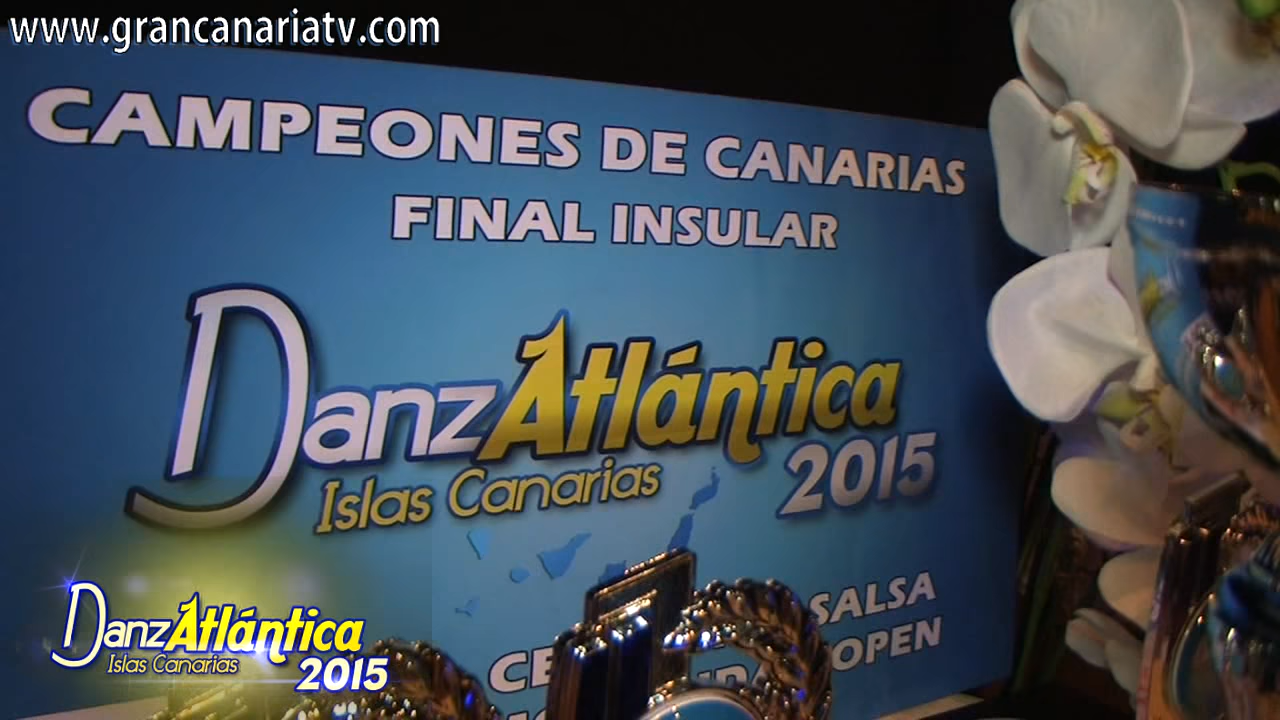 www.grancanariatv.com
CAMPEONES DE CANARIAS
FINAL INSULAR
DanzAtlántica
Islas Canarias 2015
SALSA
OPEN
DanzAtlántica
Islas Canarias 2015